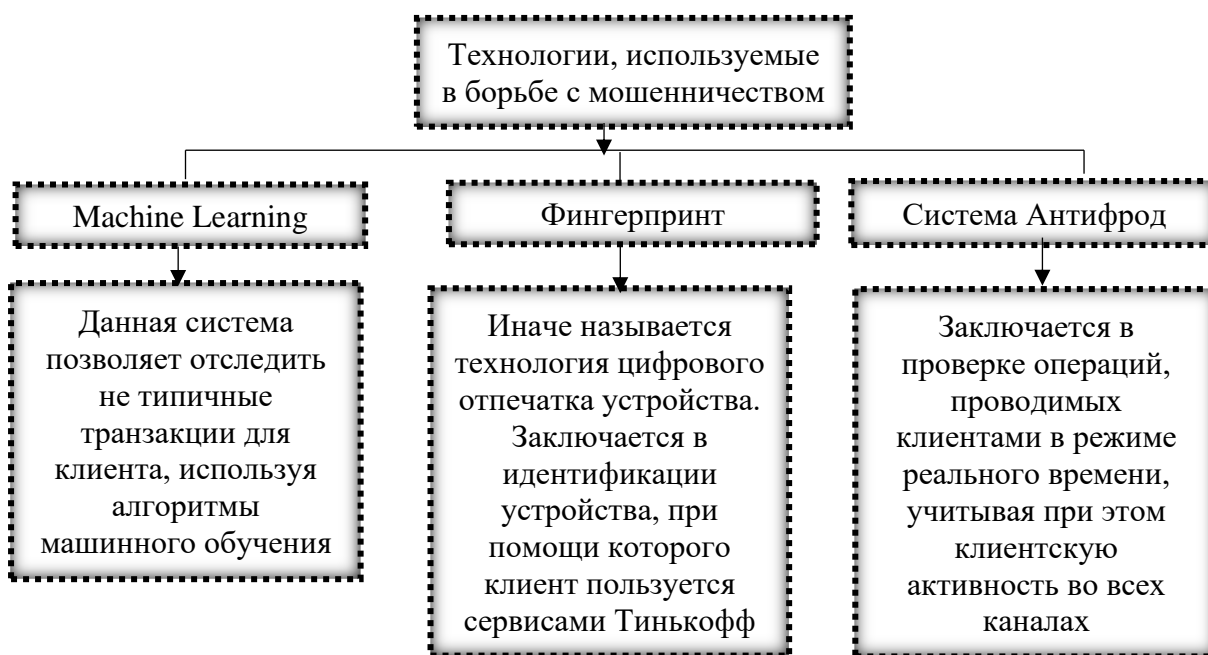 Технологии, используемые
в борьбе с мошенничеством
Machine Learning
Фингерпринт
Система Антифрод
Данная система
позволяет отследить
не типичные
транзакции для
клиента, используя
алгоритмы
машинного обучения
Иначе называется
технология цифрового
отпечатка устройства.
Заключается в
идентификации
устройства, при
помощи которого
клиент пользуется
сервисами Тинькофф
Заключается в
проверке операций,
проводимых
клиентами в режиме
реального времени,
учитывая при этом
клиентскую
активность во всех
каналах